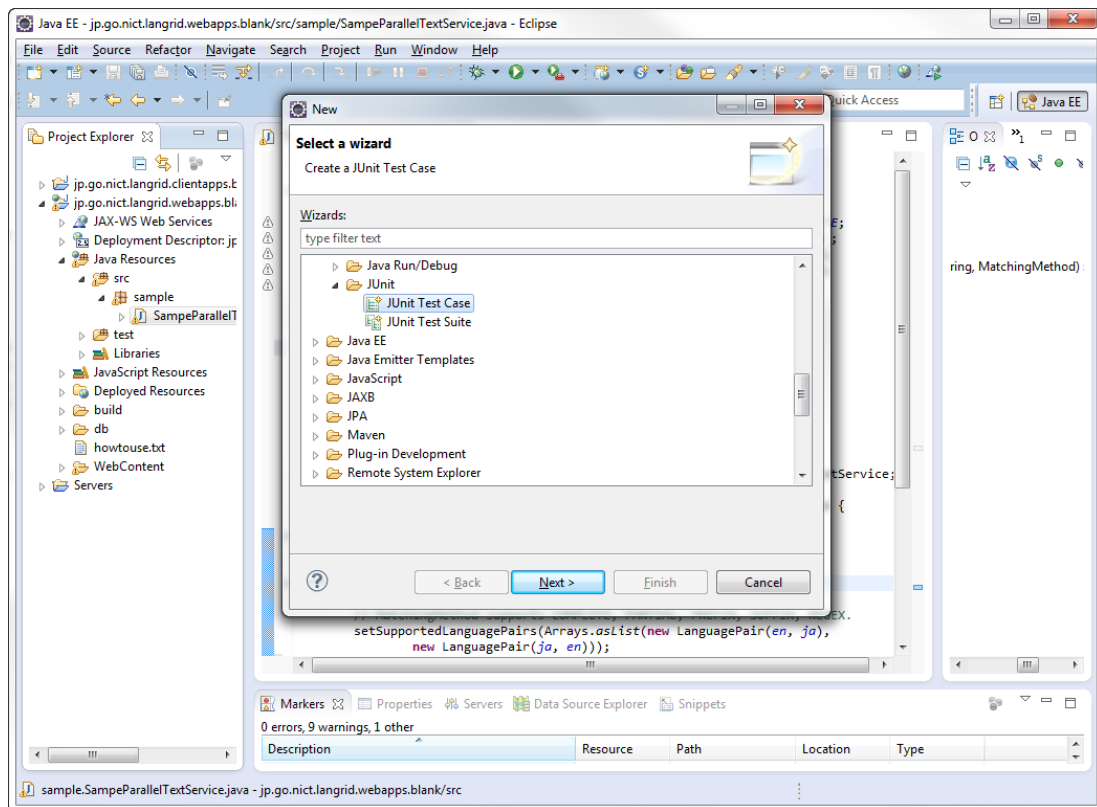 Java EE - jp.go.nict.langrid.webapps.blank/src/sample/SampeParallelTextService.java - Eclipse
File Edit Source Refactor Navigate Search Project Run Window Help
Quick Access
Java EE
New
Select a wizard
Create a JUnit Test Case
Wizards:
type filter text
Java Run/Debug
JUnit
JUnit Test Case
JUnit Test Suite
Java EE
Java Emitter Templates
JavaScript
JAXB
JPA
Maven
Plug-in Development
Remote System Explorer
< Back Next > Finish Cancel
Project Explorer
jp.go.nict.langrid.clientapps.b
jp.go.nict.langrid.webapps.bla
JAX-WS Web Services
Deployment Descriptor: jp
Java Resources
src
sample
SampeParallelT
test
Libraries
JavaScript Resources
Deployed Resources
build
db
howtouse.txt
WebContent
Servers
E;
;
tService;
{
EX.
setSupportedLanguagePairs(Arrays.asList(new LanguagePair(en, ja),
new LanguagePair(ja, en)));
O
1
ring, MatchingMethod) :
Markers Properties Servers Data Source Explorer Snippets
0 errors, 9 warnings, 1 other
Description Resource Path Location Type
sample.SampeParallelTextService.java - jp.go.nict.langrid.webapps.blank/src